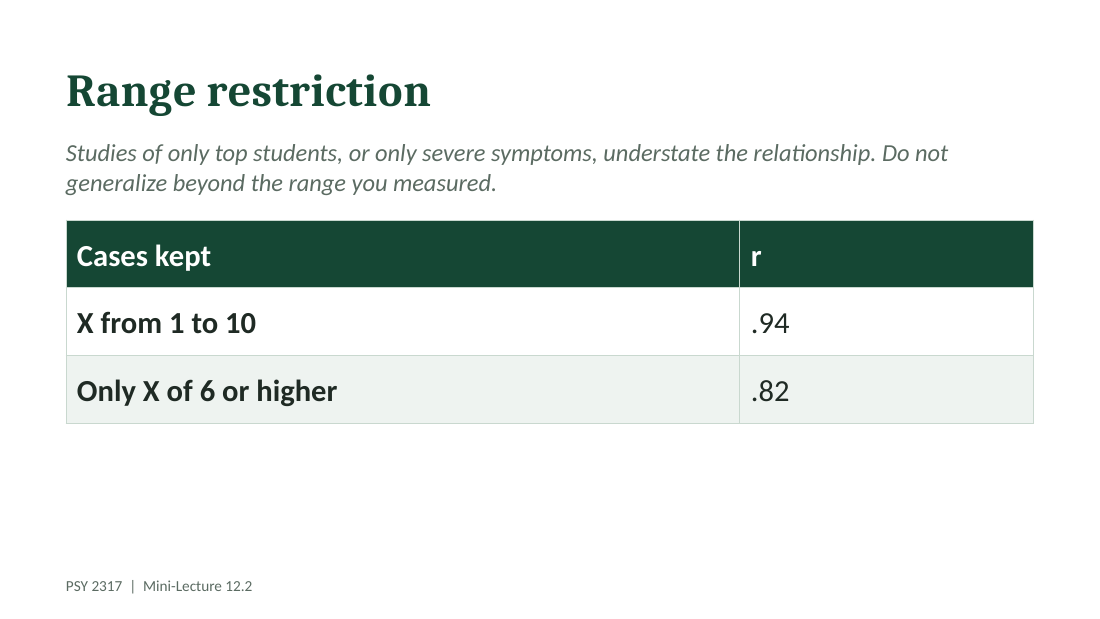 Range restriction
Studies of only top students, or only severe symptoms, understate the relationship. Do not
generalize beyond the range you measured.
Cases kept r
X from 1 to 10 .94
Only X of 6 or higher .82
PSY 2317 | Mini-Lecture 12.2